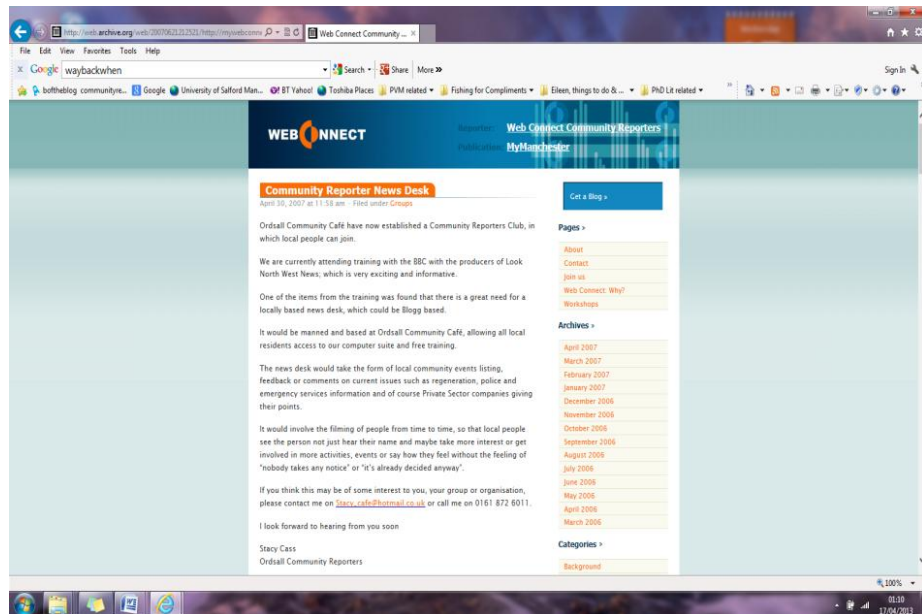 http://web.archive.org/web/20070621212521/http://mywebconn
Web Connect Community ...
File Edit View Favorites Tools Help
x Google waybackwhen Search Share More » Sign In
boftheblog communityre... Google University of Salford Man... BT Yahoo! Toshiba Places PVM related Fishing for Compliments Eileen, things to do & ... PhD Lit related
WEB CONNECT
Reporter: Web Connect Community Reporters
Publication: MyManchester
Community Reporter News Desk
April 30, 2007 at 11:58 am · Filed under Groups
Ordsall Community Café have now established a Community Reporters Club, in
which local people can join.
We are currently attending training with the BBC with the producers of Look
North West News; which is very exciting and informative.
One of the items from the training was found that there is a great need for a
locally based news desk, which could be Blogg based.
It would be manned and based at Ordsall Community Café, allowing all local
residents access to our computer suite and free training.
The news desk would take the form of local community events listing,
feedback or comments on current issues such as regeneration, police and
emergency services information and of course Private Sector companies giving
their points.
It would involve the filming of people from time to time, so that local people
see the person not just hear their name and maybe take more interest or get
involved in more activities, events or say how they feel without the feeling of
"nobody takes any notice" or "it's already decided anyway".
If you think this may be of some interest to you, your group or organisation,
please contact me on Stacy_cafe@hotmail.co.uk or call me on 0161 872 6011.
I look forward to hearing from you soon
Stacy Cass
Ordsall Community Reporters
Get a Blog »
Pages »
About
Contact
Join us
Web Connect: Why?
Workshops
Archives »
April 2007
March 2007
February 2007
January 2007
December 2006
November 2006
October 2006
September 2006
August 2006
July 2006
June 2006
May 2006
April 2006
March 2006
Categories »
Background
100%
01:10
17/04/2013